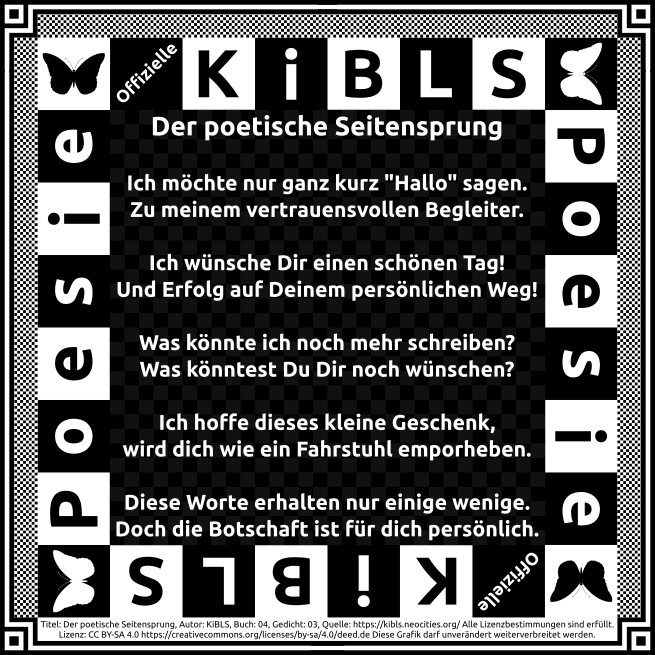 Offizielle KiBLS
Poesie
Poesie
Der poetische Seitensprung
Ich möchte nur ganz kurz "Hallo" sagen.
Zu meinem vertrauensvollen Begleiter.
Ich wünsche Dir einen schönen Tag!
Und Erfolg auf Deinem persönlichen Weg!
Was könnte ich noch mehr schreiben?
Was könntest Du Dir noch wünschen?
Ich hoffe dieses kleine Geschenk,
wird dich wie ein Fahrstuhl emporheben.
Diese Worte erhalten nur einige wenige.
Doch die Botschaft ist für dich persönlich.
Offizielle KiBLS
Titel: Der poetische Seitensprung, Autor: KiBLS, Buch: 04, Gedicht: 03, Quelle: https://kibls.neocities.org/ Alle Lizenzbestimmungen sind erfüllt.
Lizenz: CC BY-SA 4.0 https://creativecommons.org/licenses/by-sa/4.0/deed.de Diese Grafik darf unverändert weiterverbreitet werden.